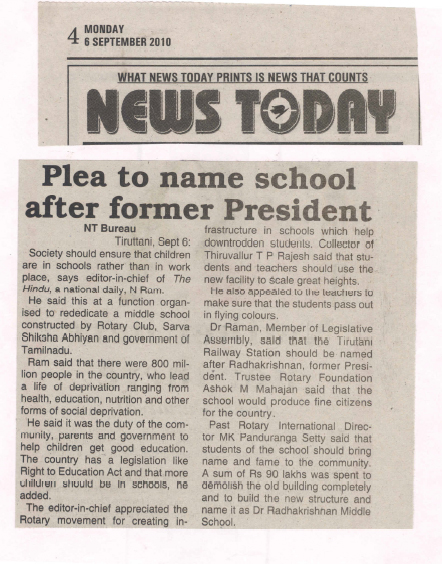 4 MONDAY
6 SEPTEMBER 2010
WHAT NEWS TODAY PRINTS IS NEWS THAT COUNTS
NEWS TODAY
Plea to name school
after former President
NT Bureau
Tiruttani, Sept 6:
Society should ensure that children
are in schools rather than in work
place, says editor-in-chief of The
Hindu, a national daily, N Ram.
He said this at a function organ-
ised to rededicate a middle school
constructed by Rotary Club, Sarva
Shiksha Abhiyan and government of
Tamilnadu.
Ram said that there were 800 mil-
lion people in the country, who lead
a life of deprivation ranging from
health, education, nutrition and other
forms of social deprivation.
He said it was the duty of the com-
munity, parents and government to
help children get good education.
The country has a legislation like
Right to Education Act and that more
children should be in schools, he
added.
The editor-in-chief appreciated the
Rotary movement for creating in-
frastructure in schools which help
downtrodden students. Collector of
Thiruvallur T P Rajesh said that stu-
dents and teachers should use the
new facility to scale great heights.
He also appealed to the teachers to
make sure that the students pass out
in flying colours.
Dr Raman, Member of Legislative
Assembly, said that the Tirutani
Railway Station should be named
after Radhakrishnan, former Presi-
dent. Trustee Rotary Foundation
Ashok M Mahajan said that the
school would produce fine citizens
for the country.
Past Rotary International Direc-
tor MK Panduranga Setty said that
students of the school should bring
name and fame to the community.
A sum of Rs 90 lakhs was spent to
demolish the old building completely
and to build the new structure and
name it as Dr Radhakrishnan Middle
School.